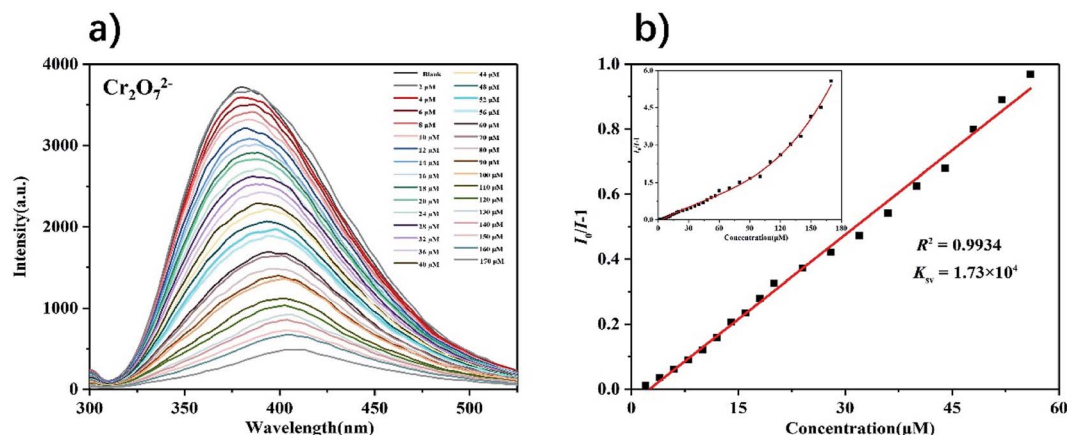 a)
Cr₂O₇²⁻
4000
3000
2000
1000
0
Intensity(a.u.)
300 350 400 450 500
Wavelength(nm)
Blank
2 μM
4 μM
6 μM
8 μM
10 μM
12 μM
14 μM
16 μM
18 μM
20 μM
24 μM
28 μM
32 μM
36 μM
40 μM
44 μM
48 μM
52 μM
56 μM
60 μM
70 μM
80 μM
90 μM
100 μM
110 μM
120 μM
130 μM
140 μM
150 μM
160 μM
170 μM
b)
1.0
0.8
0.6
0.4
0.2
0.0
I₀/I-1
0 15 30 45 60
Concentration(μM)
6.0
4.5
3.0
1.5
0.0
I₀/I-1
0 30 60 90 120 150 180
Concentration(μM)
R² = 0.9934
Kₛᵥ = 1.73×10⁴